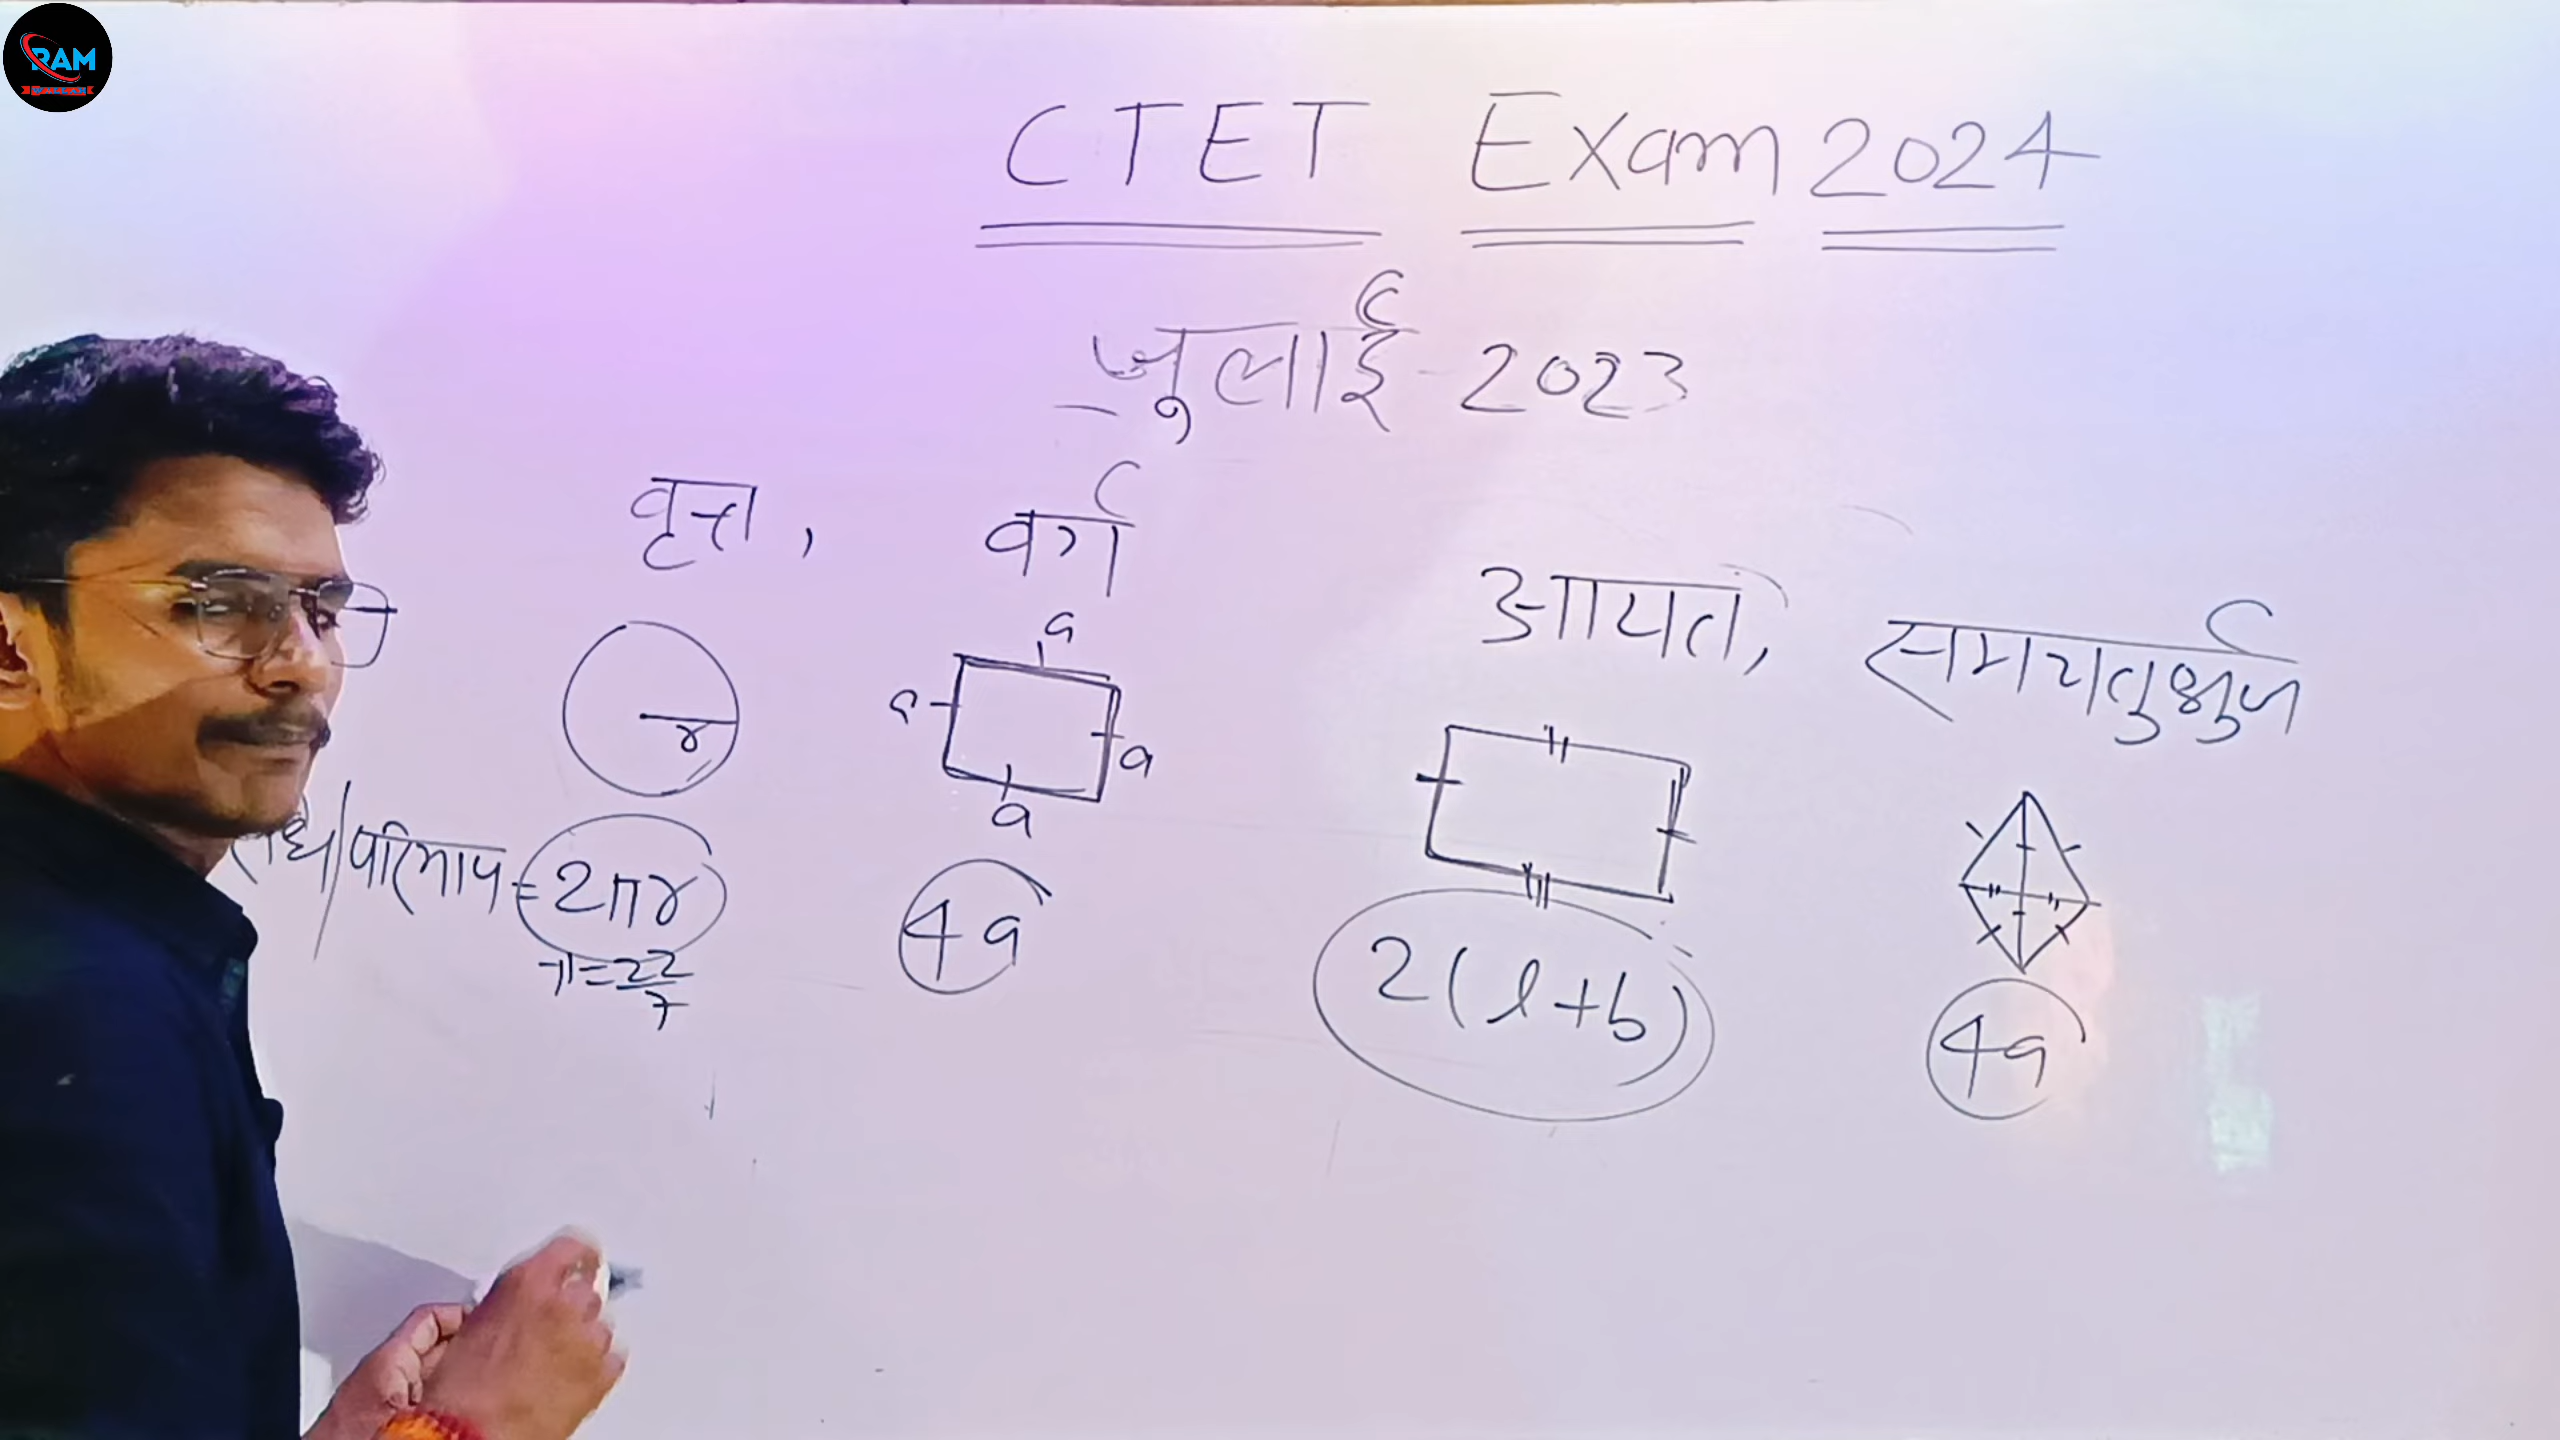 RAM
CTET Exam 2024
जुलाई-2023
वृत्त, वर्ग
आयत, समचतुर्भुज
r
a
a
a
a
/परिमाप = 2πr
π=22/7
4a
2(l+b)
4a